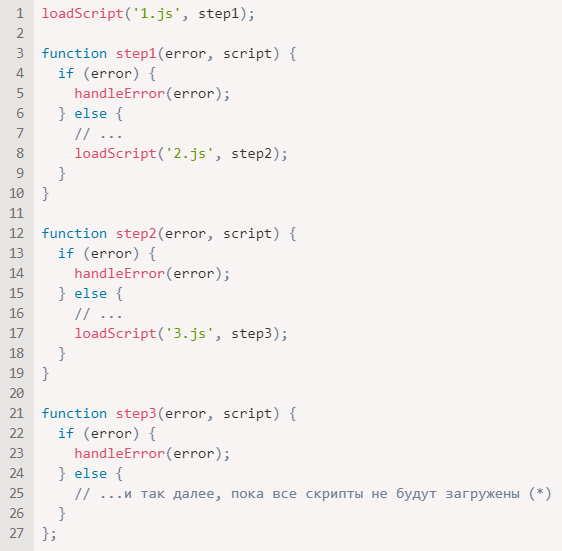 1 loadScript('1.js', step1);
2
3 function step1(error, script) {
4   if (error) {
5     handleError(error);
6   } else {
7     // ...
8     loadScript('2.js', step2);
9   }
10 }
11
12 function step2(error, script) {
13   if (error) {
14     handleError(error);
15   } else {
16     // ...
17     loadScript('3.js', step3);
18   }
19 }
20
21 function step3(error, script) {
22   if (error) {
23     handleError(error);
24   } else {
25     // ...и так далее, пока все скрипты не будут загружены (*)
26   }
27 };